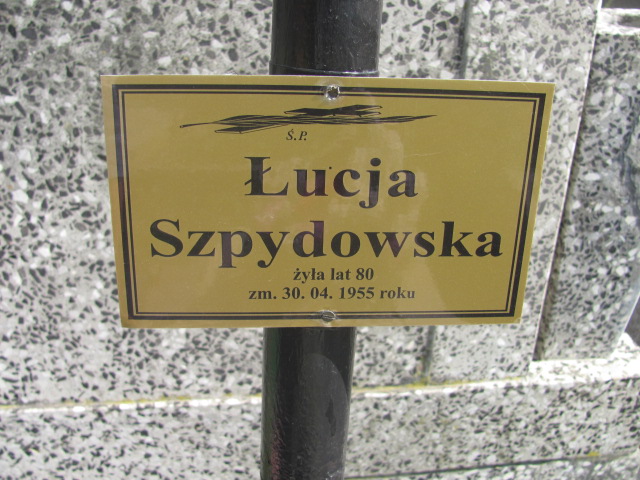 Ś.P.
Łucja
Szpydowska
żyła lat 80
zm. 30. 04. 1955 roku